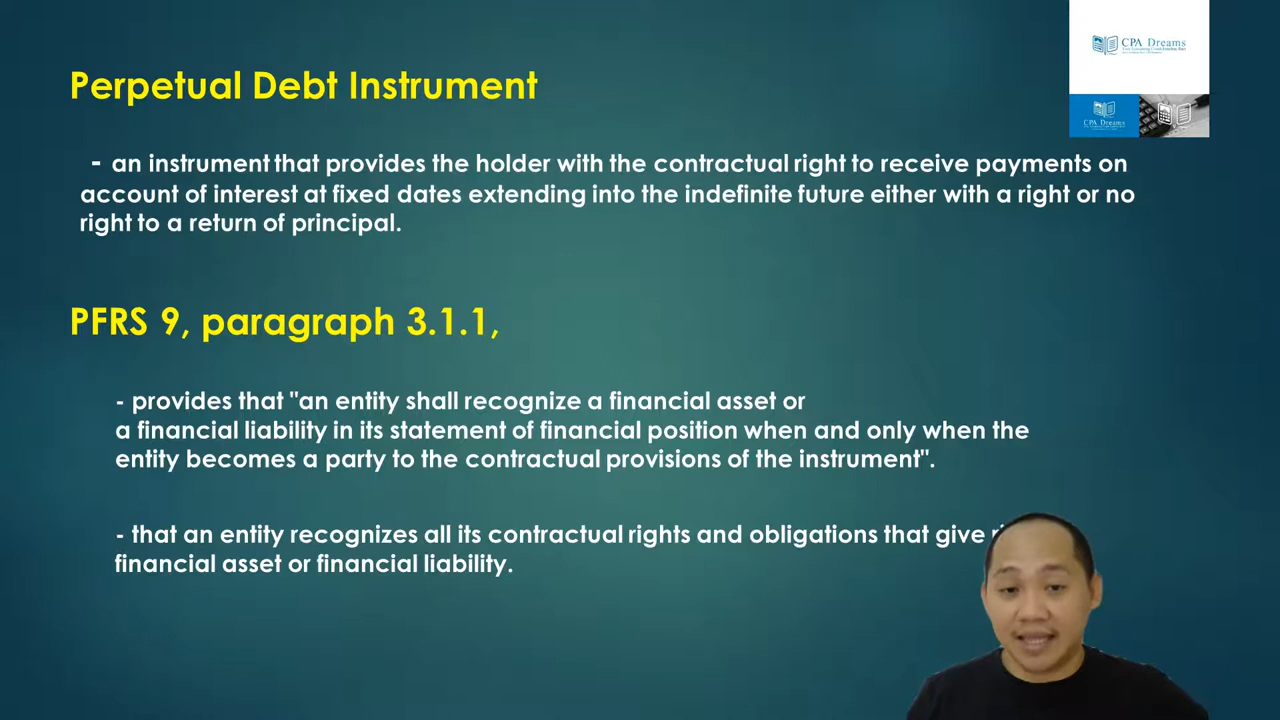 CPA Dreams
CPA Dreams
Perpetual Debt Instrument
- an instrument that provides the holder with the contractual right to receive payments on
account of interest at fixed dates extending into the indefinite future either with a right or no
right to a return of principal.
PFRS 9, paragraph 3.1.1,
- provides that "an entity shall recognize a financial asset or
a financial liability in its statement of financial position when and only when the
entity becomes a party to the contractual provisions of the instrument".
- that an entity recognizes all its contractual rights and obligations that give
financial asset or financial liability.